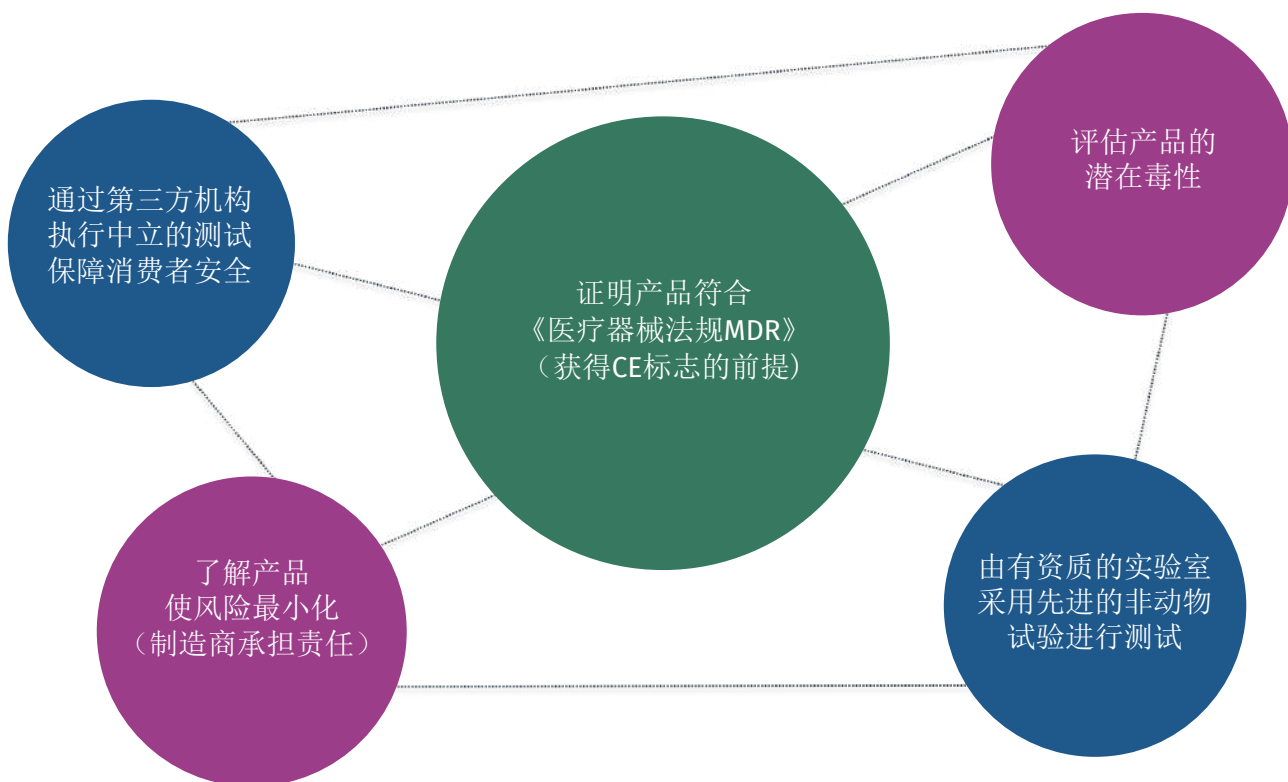 通过第三方机构
执行中立的测试
保障消费者安全
评估产品的
潜在毒性
证明产品符合
《医疗器械法规MDR》
（获得CE标志的前提)
了解产品
使风险最小化
（制造商承担责任）
由有资质的实验室
采用先进的非动物
试验进行测试